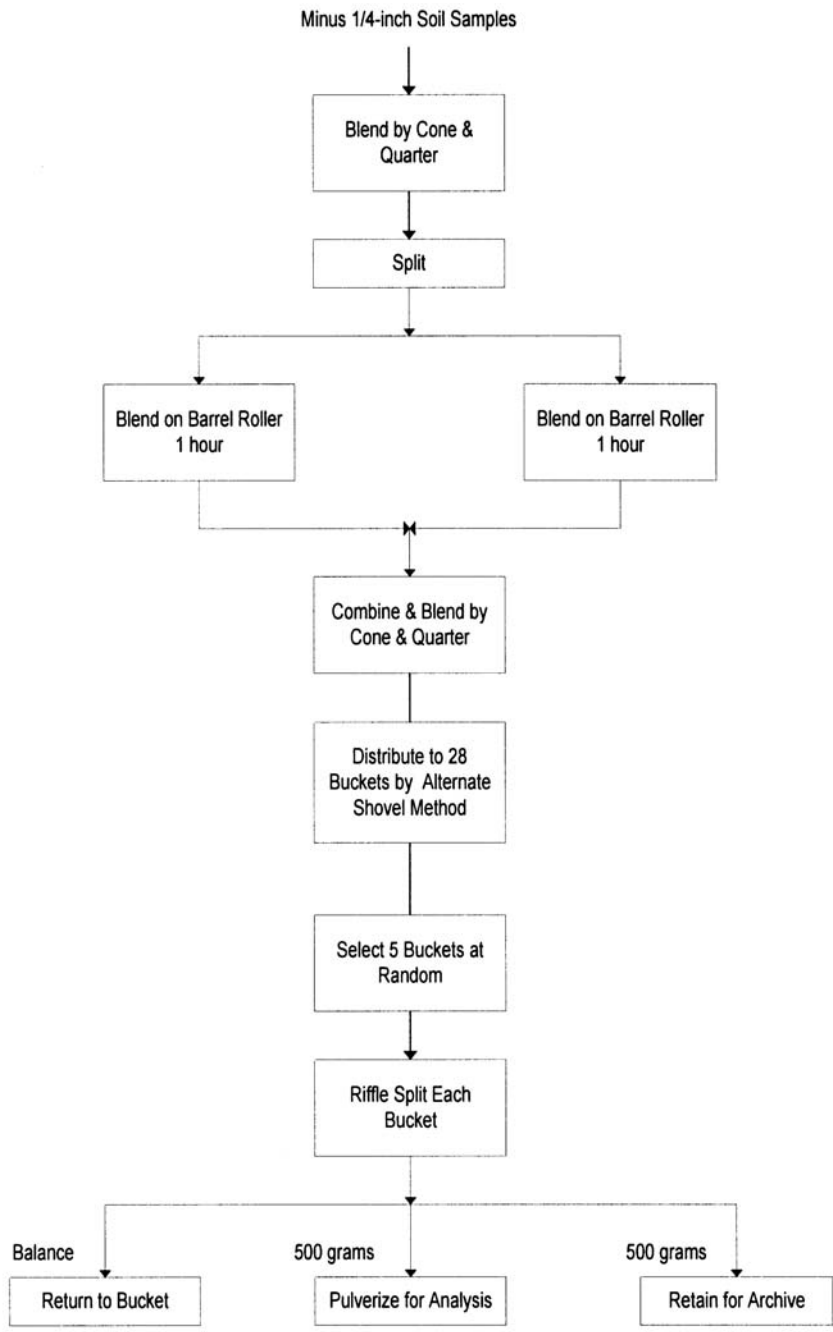 Minus 1/4-inch Soil Samples
Blend by Cone &
Quarter
Split
Blend on Barrel Roller
1 hour
Blend on Barrel Roller
1 hour
Combine & Blend by
Cone & Quarter
Distribute to 28
Buckets by Alternate
Shovel Method
Select 5 Buckets at
Random
Riffle Split Each
Bucket
Balance
Return to Bucket
500 grams
Pulverize for Analysis
500 grams
Retain for Archive